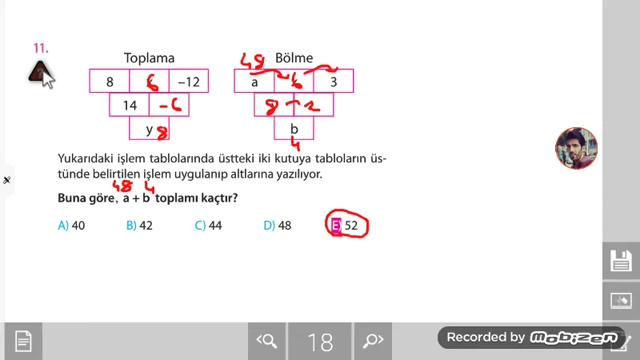 11.
Toplama
Bölme
48
8 6 –12
a 6 3
14 –6
8 2
y 8
b
4
Yukarıdaki işlem tablolarında üstteki iki kutuya tabloların üs-
tünde belirtilen işlem uygulanıp altlarına yazılıyor.
48 4
Buna göre, a + b toplamı kaçtır?
A) 40 B) 42 C) 44 D) 48 E) 52
18
Recorded by mobizen